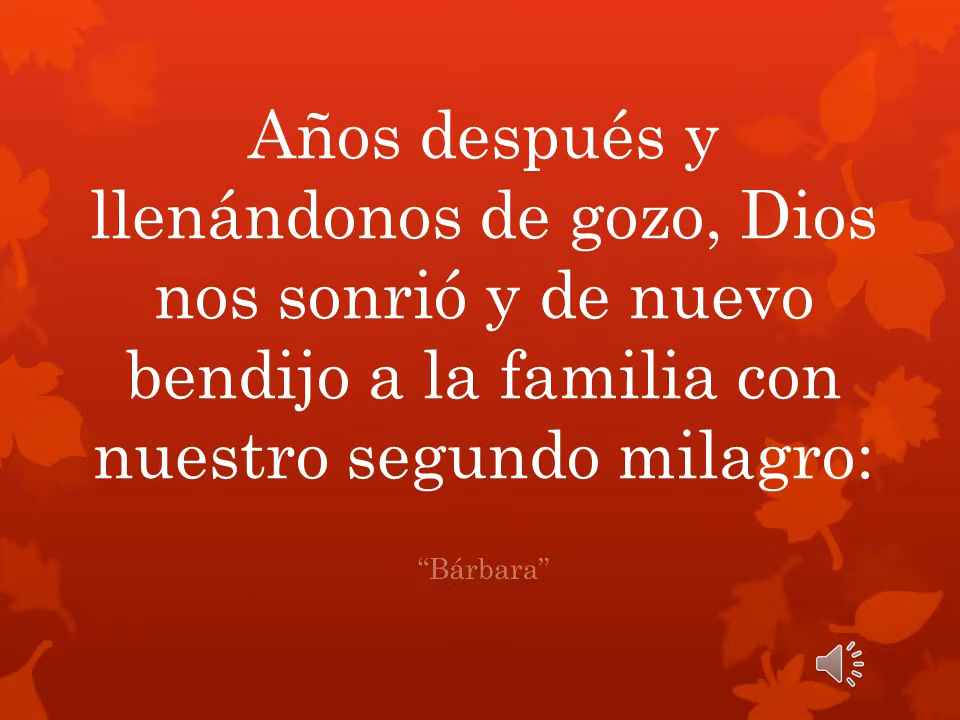 Años después y
llenándonos de gozo, Dios
nos sonrió y de nuevo
bendijo a la familia con
nuestro segundo milagro:
“Bárbara”